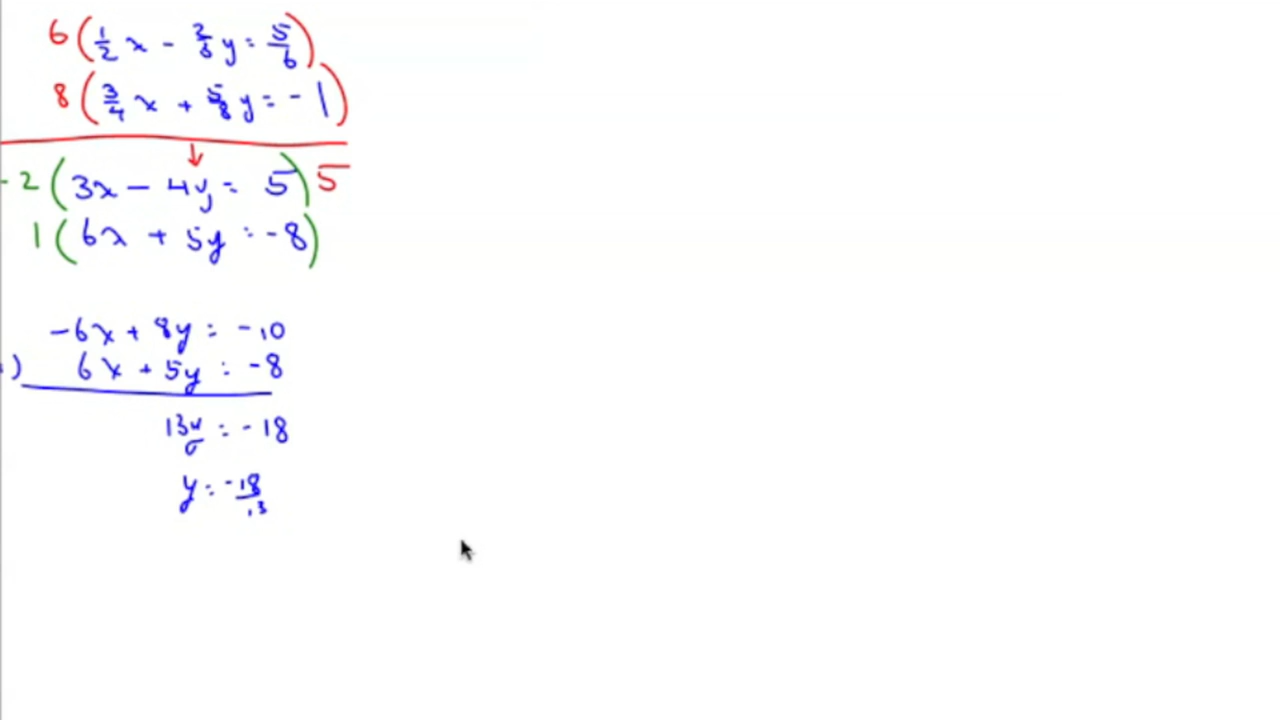 6(1/2 x - 2/3 y = 5/6)
8(3/4 x + 5/8 y = -1)
↓
-2(3x - 4y = 5) 5
1(6x + 5y = -8)
-6x + 8y = -10
) 6x + 5y = -8
13y = -18
y = -18/13